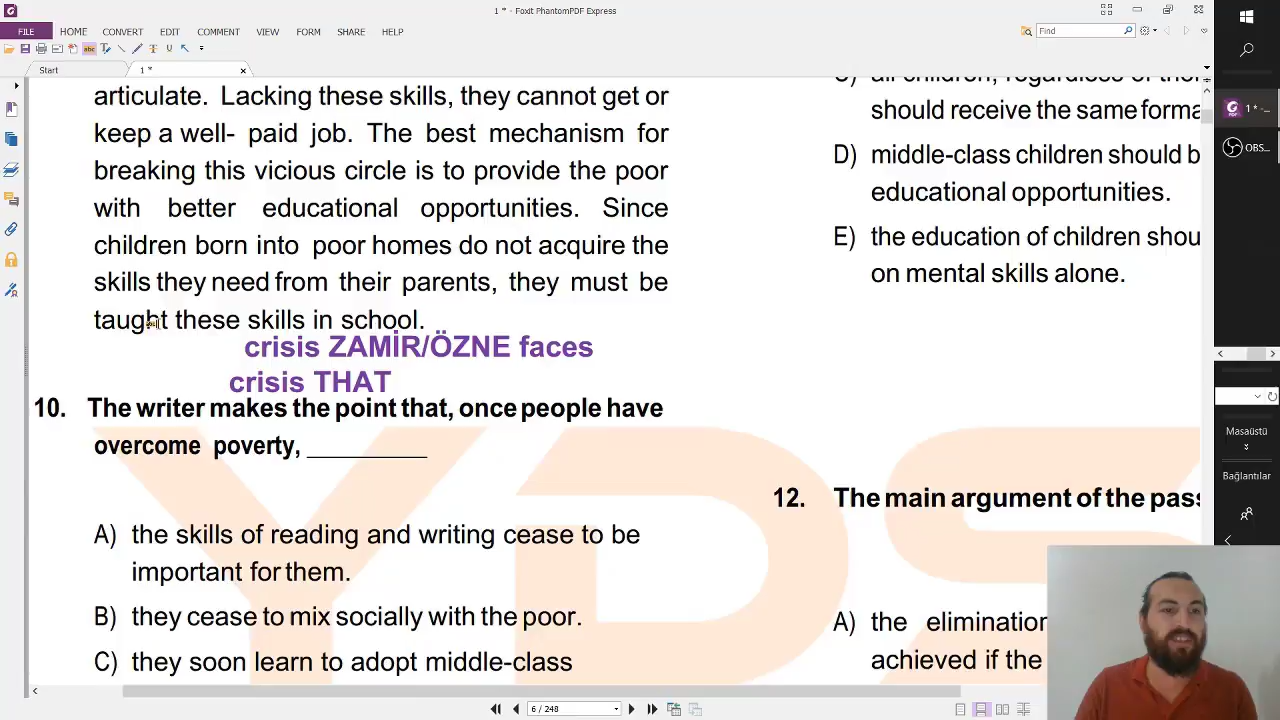 1 * - Foxit PhantomPDF Express
FILE HOME CONVERT EDIT COMMENT VIEW FORM SHARE HELP
Find
Start 1 *
articulate. Lacking these skills, they cannot get or
keep a well- paid job. The best mechanism for
breaking this vicious circle is to provide the poor
with better educational opportunities. Since
children born into poor homes do not acquire the
skills they need from their parents, they must be
taught these skills in school.
crisis ZAMİR/ÖZNE faces
crisis THAT
10. The writer makes the point that, once people have
overcome poverty, __________
A) the skills of reading and writing cease to be
important for them.
B) they cease to mix socially with the poor.
C) they soon learn to adopt middle-class
should receive the same forma
D) middle-class children should b
educational opportunities.
E) the education of children shou
on mental skills alone.
12. The main argument of the pass
A) the elimination
achieved if the
YDS
6 / 248
1 * -...
OBS...
Masaüstü
Bağlantılar